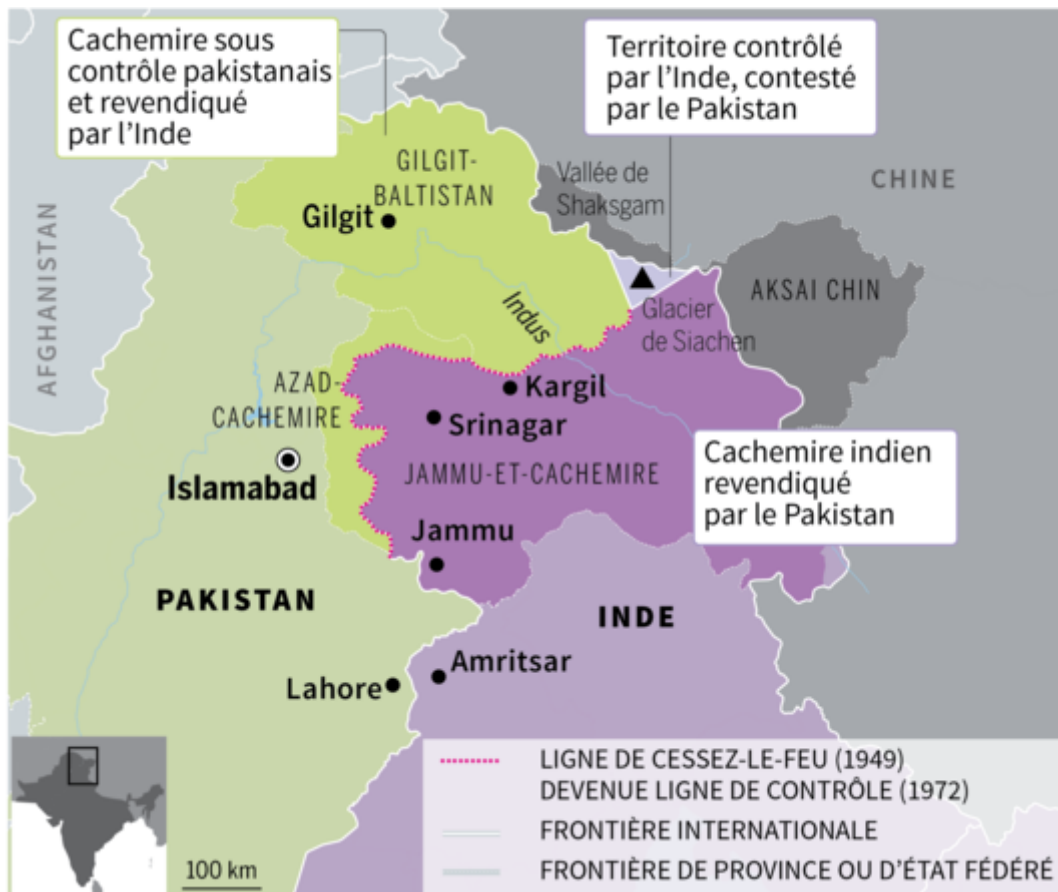 Cachemire sous
contrôle pakistanais
et revendiqué
par l'Inde
Territoire contrôlé
par l'Inde, contesté
par le Pakistan
GILGIT-
BALTISTAN
Vallée de
Shaksgam
CHINE
Gilgit
AFGHANISTAN
AKSAI CHIN
Indus
Glacier
de Siachen
AZAD-
CACHEMIRE
Kargil
Srinagar
Islamabad
JAMMU-ET-CACHEMIRE
Cachemire indien
revendiqué
par le Pakistan
Jammu
PAKISTAN
INDE
Amritsar
Lahore
LIGNE DE CESSEZ-LE-FEU (1949)
DEVENUE LIGNE DE CONTRÔLE (1972)
FRONTIÈRE INTERNATIONALE
FRONTIÈRE DE PROVINCE OU D'ÉTAT FÉDÉRÉ
100 km